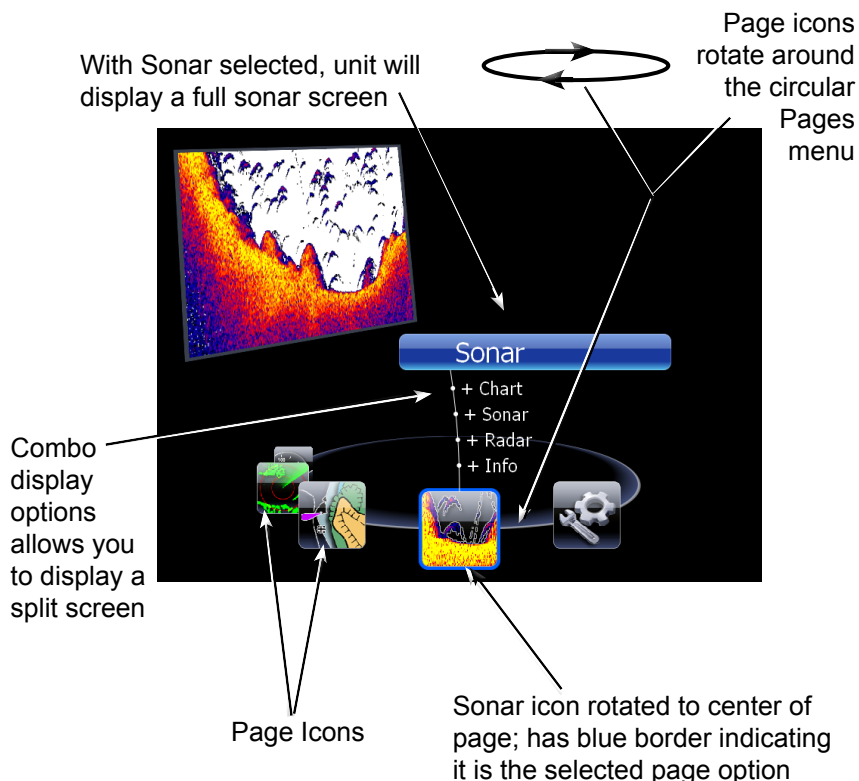 Page icons
rotate around
the circular
Pages
menu
With Sonar selected, unit will
display a full sonar screen
Sonar
+ Chart
+ Sonar
+ Radar
+ Info
Combo
display
options
allows you
to display a
split screen
Page Icons
Sonar icon rotated to center of
page; has blue border indicating
it is the selected page option